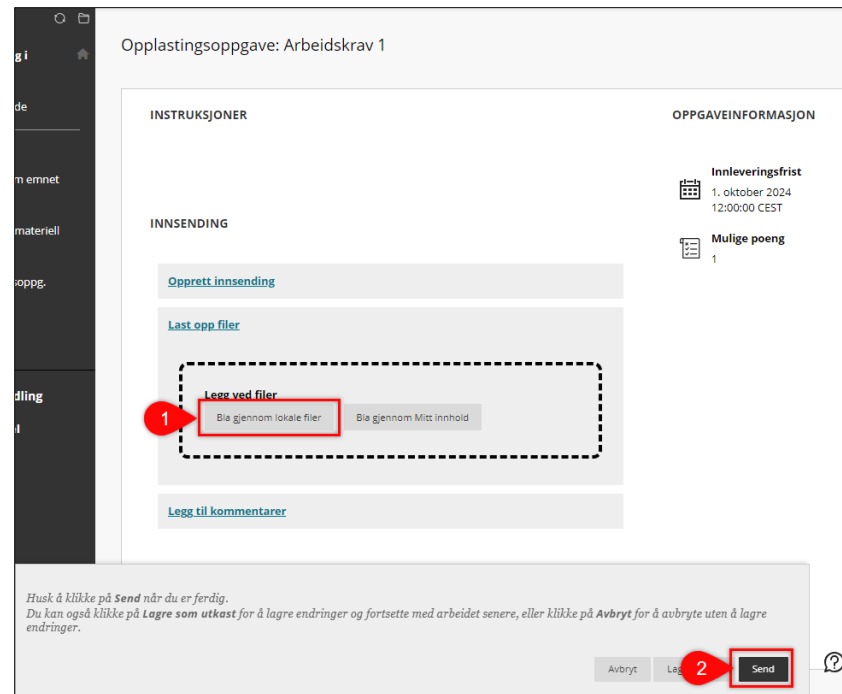 g i
de
m emnet
materiell
oppg.
dling
Opplastingsoppgave: Arbeidskrav 1
INSTRUKSJONER
OPPGAVEINFORMASJON
Innleveringsfrist
1. oktober 2024
12:00:00 CEST
Mulige poeng
1
INNSENDING
Opprett innsending
Last opp filer
Legg ved filer
1
Bla gjennom lokale filer
Bla gjennom Mitt innhold
Legg til kommentarer
Husk å klikke på Send når du er ferdig.
Du kan også klikke på Lagre som utkast for å lagre endringer og fortsette med arbeidet senere, eller klikke på Avbryt for å avbryte uten å lagre
endringer.
Avbryt
2
Send